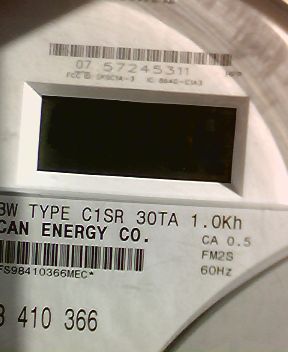 07 57245311
3W TYPE C1SR 30TA 1.0Kh
CAN ENERGY CO.
CA 0.5
FM2S
60Hz
FS98410366MEC*
3 410 366